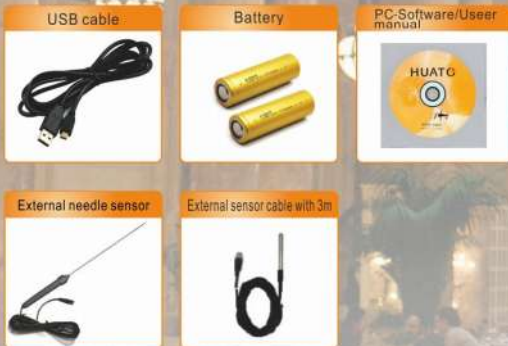 USB cable
Battery
PC-Software/Useer
manual
HUATO
External needle sensor
External sensor cable with 3m